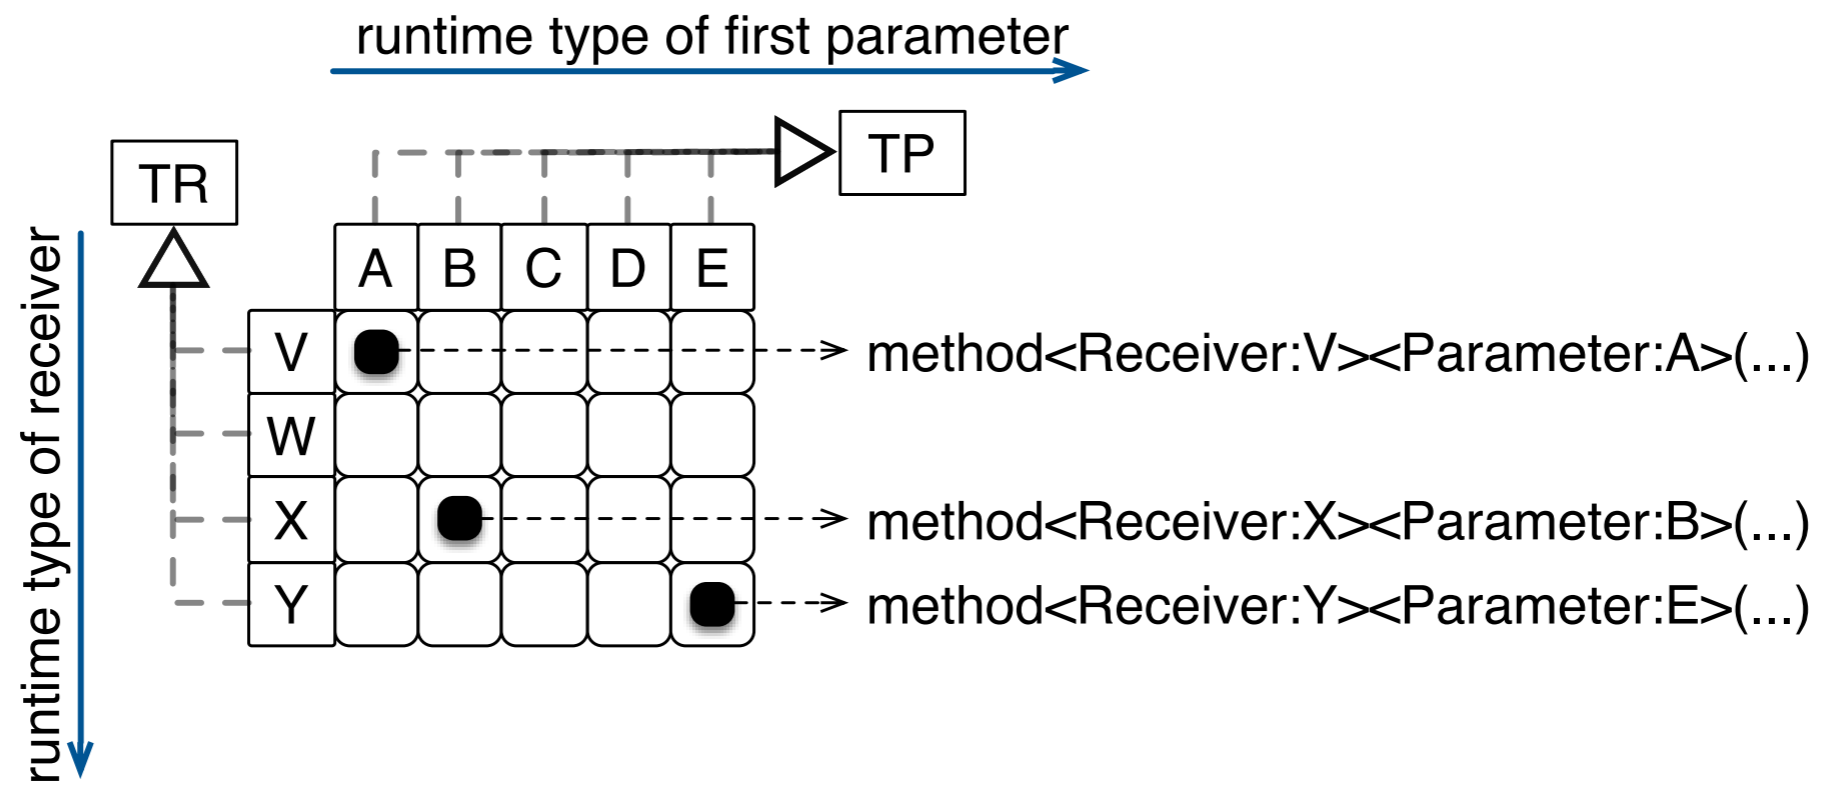 runtime type of first parameter
TP
TR
runtime type of receiver
A B C D E
V method<Receiver:V><Parameter:A>(...)
W
X method<Receiver:X><Parameter:B>(...)
Y method<Receiver:Y><Parameter:E>(...)